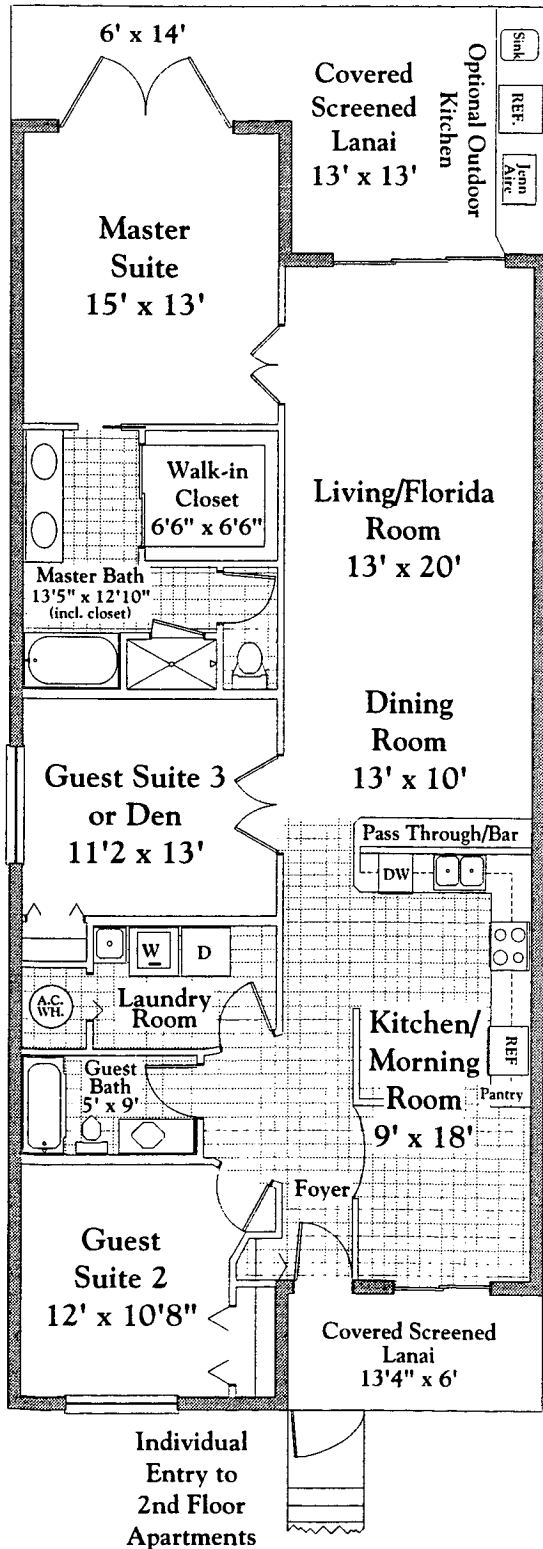 6' x 14'
Covered
Screened
Lanai
13' x 13'
Optional Outdoor
Kitchen
Sink
REF.
Jenn
Aire
Master
Suite
15' x 13'
Walk-in
Closet
6'6" x 6'6"
Living/Florida
Room
13' x 20'
Master Bath
13'5" x 12'10"
(incl. closet)
Dining
Room
13' x 10'
Guest Suite 3
or Den
11'2 x 13'
Pass Through/Bar
DW
W
D
A.C.
WH.
Laundry
Room
Kitchen/
Morning
Room
9' x 18'
REF
Pantry
Guest
Bath
5' x 9'
Foyer
Guest
Suite 2
12' x 10'8"
Covered Screened
Lanai
13'4" x 6'
Individual
Entry to
2nd Floor
Apartments